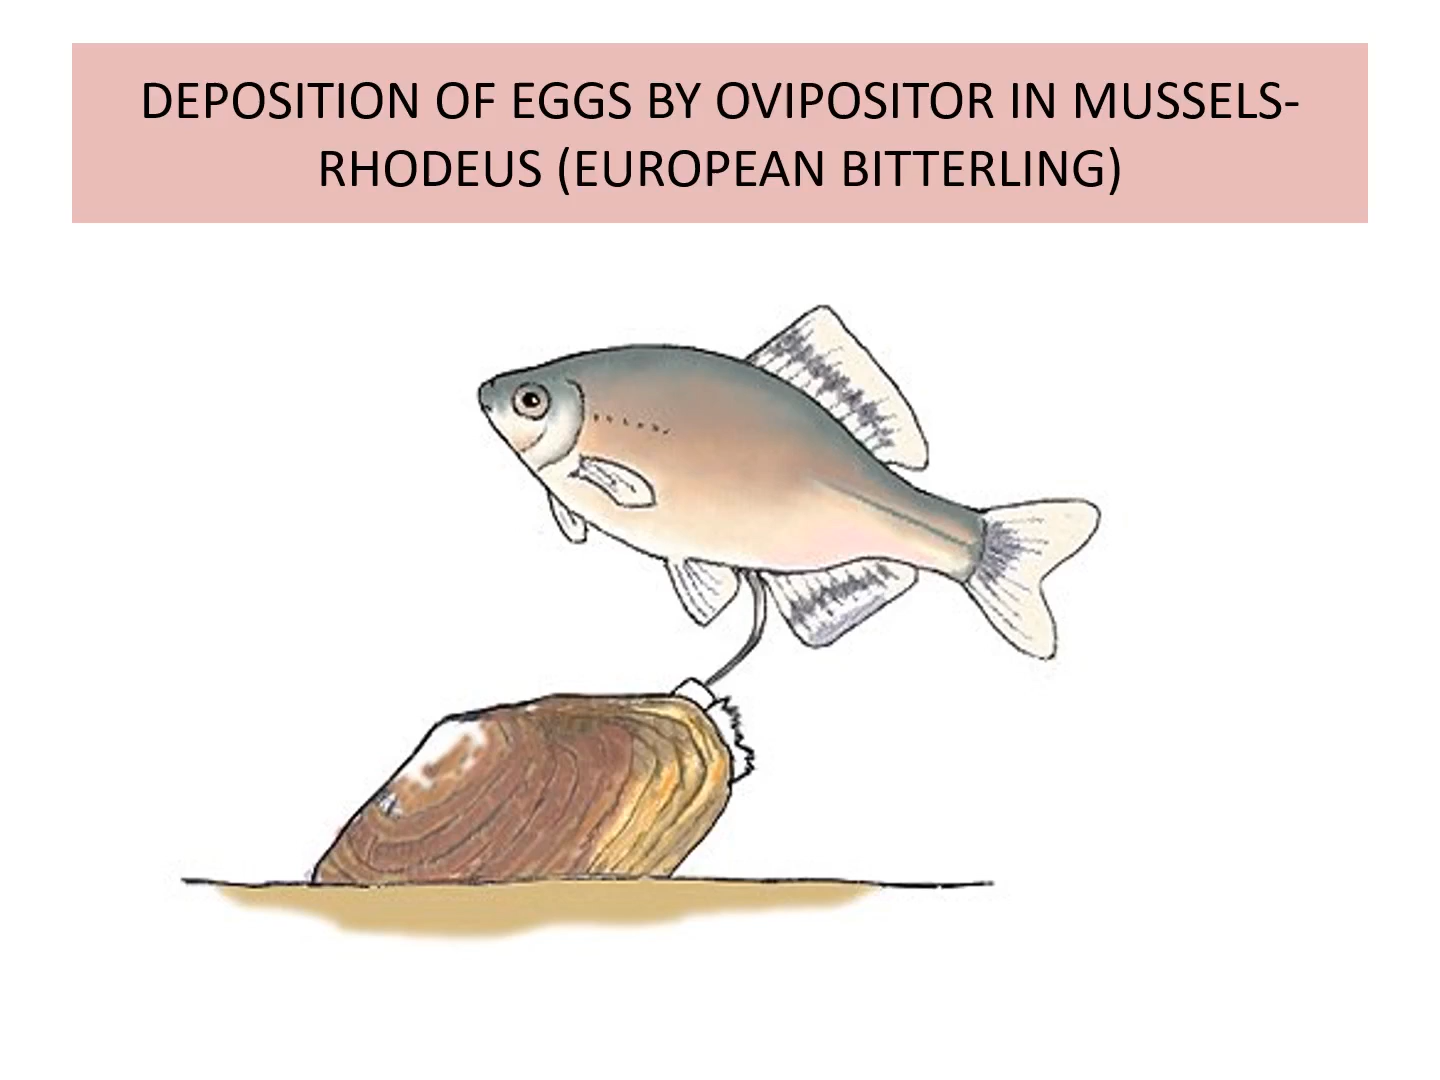 DEPOSITION OF EGGS BY OVIPOSITOR IN MUSSELS-
RHODEUS (EUROPEAN BITTERLING)